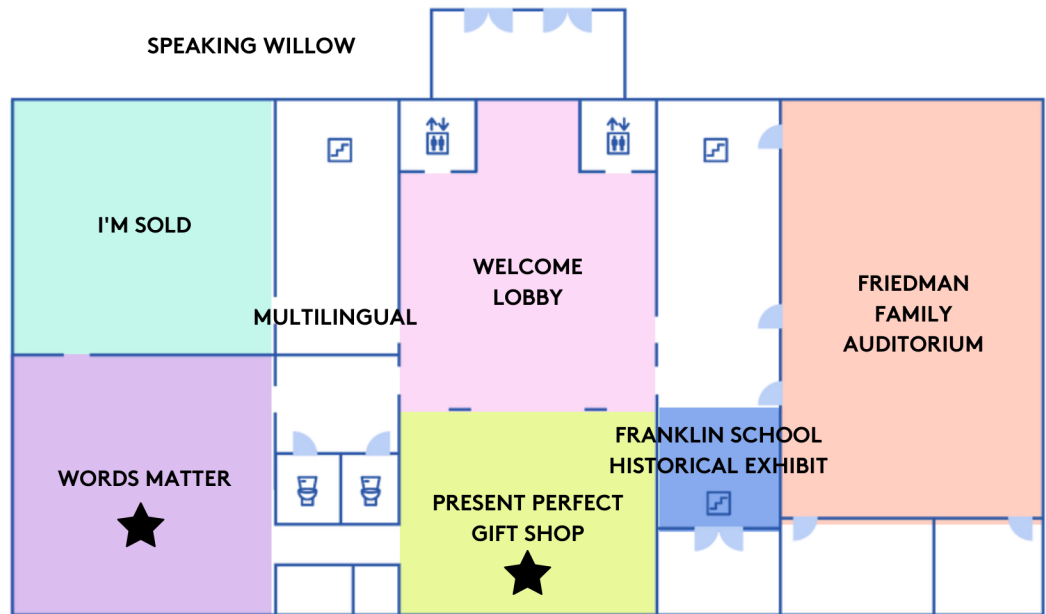 SPEAKING WILLOW
I'M SOLD
MULTILINGUAL
WORDS MATTER
WELCOME
LOBBY
PRESENT PERFECT
GIFT SHOP
FRANKLIN SCHOOL
HISTORICAL EXHIBIT
FRIEDMAN
FAMILY
AUDITORIUM